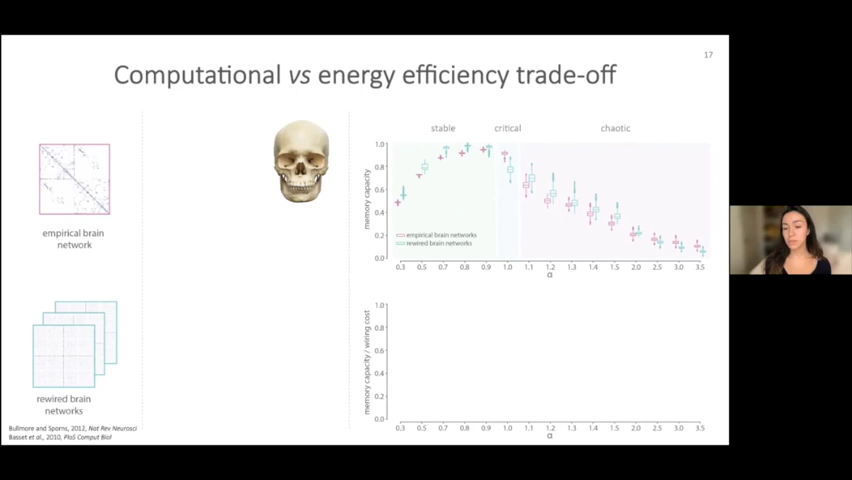 17
Computational vs energy efficiency trade-off
empirical brain
network
rewired brain
networks
Bullmore and Sporns, 2012, Nat Rev Neurosci
Basset et al., 2010, PloS Comput Biol
stable
critical
chaotic
memory capacity
1.0
0.8
0.6
0.4
0.2
0.0
empirical brain networks
rewired brain networks
0.3 0.5 0.7 0.8 0.9 1.0 1.1 1.2 1.3 1.4 1.5 2.0 2.5 3.0 3.5
α
memory capacity / wiring cost
1.0
0.8
0.6
0.4
0.2
0.0
0.3 0.5 0.7 0.8 0.9 1.0 1.1 1.2 1.3 1.4 1.5 2.0 2.5 3.0 3.5
α